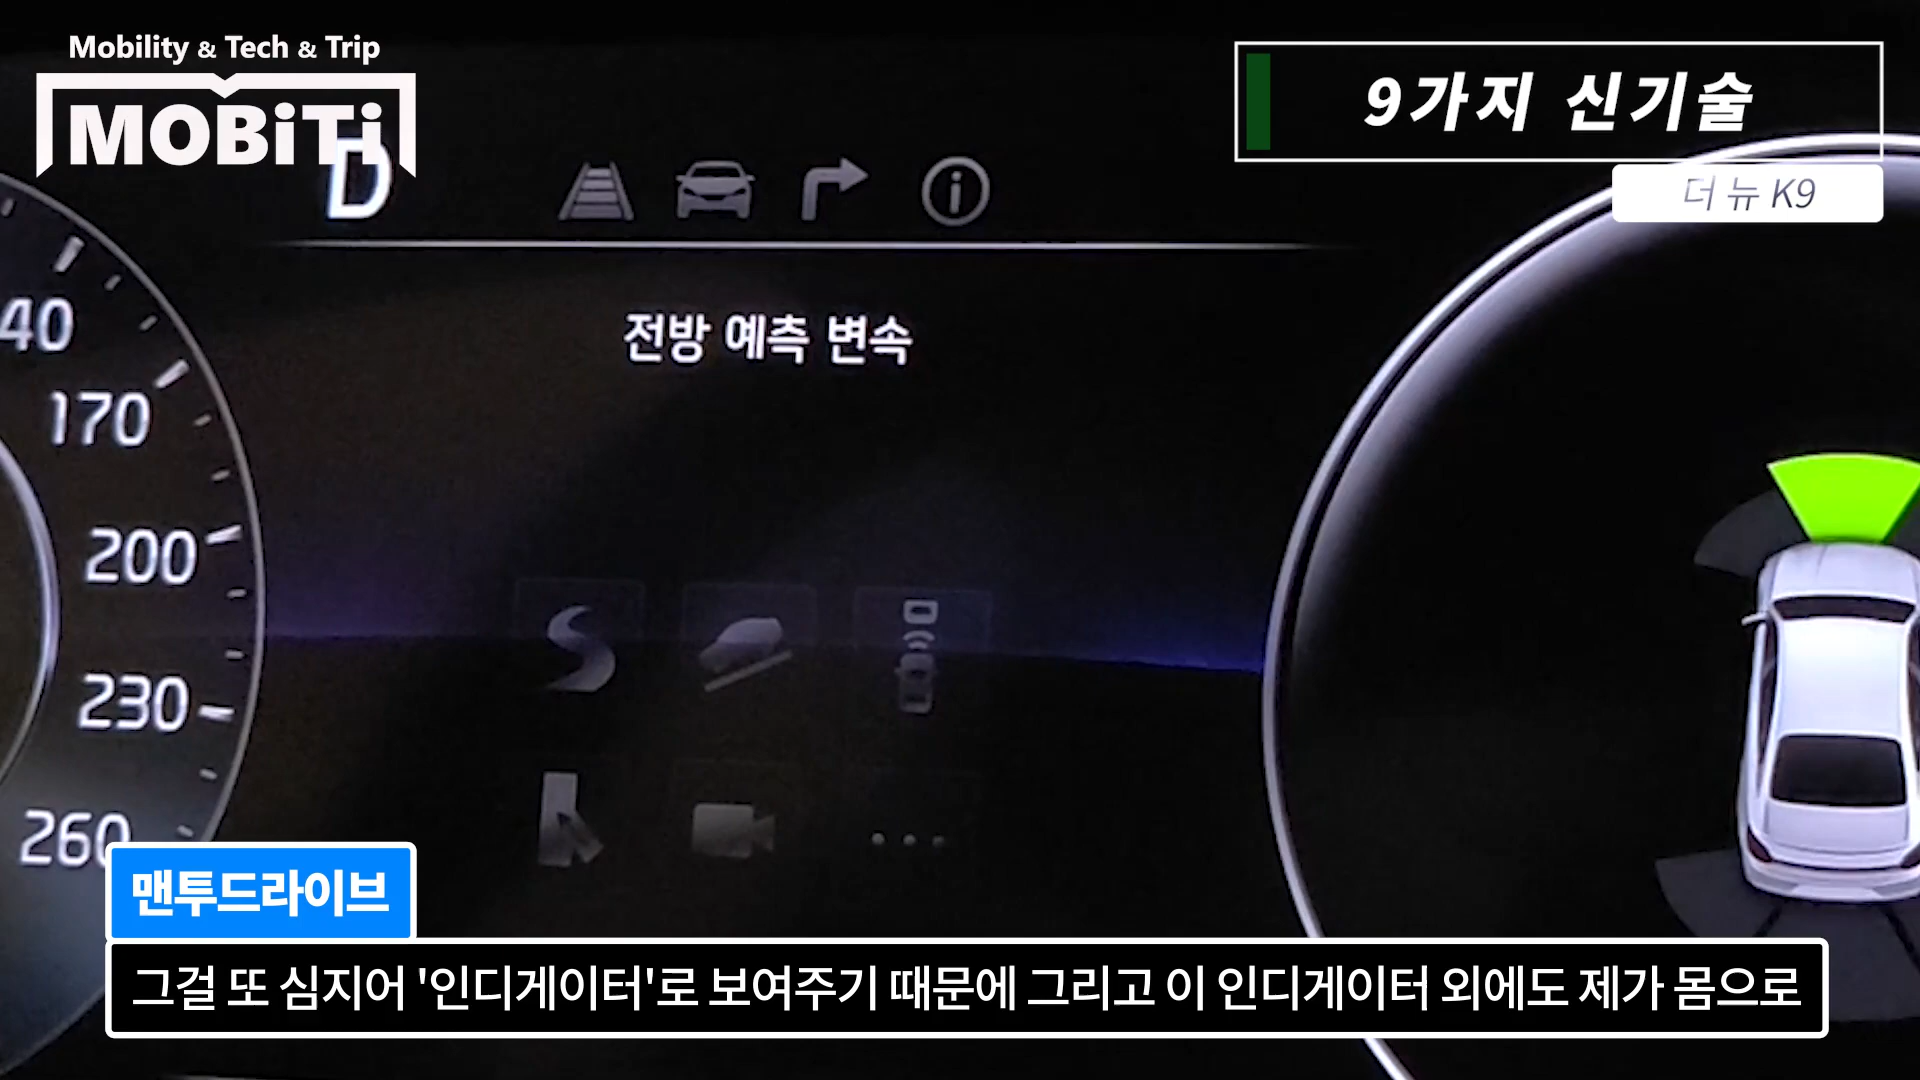 Mobility & Tech & Trip
MOBiTi
9가지 신기술
더 뉴 K9
D
전방 예측 변속
40
170
200
230
260
맨투드라이브
그걸 또 심지어 '인디게이터'로 보여주기 때문에 그리고 이 인디게이터 외에도 제가 몸으로